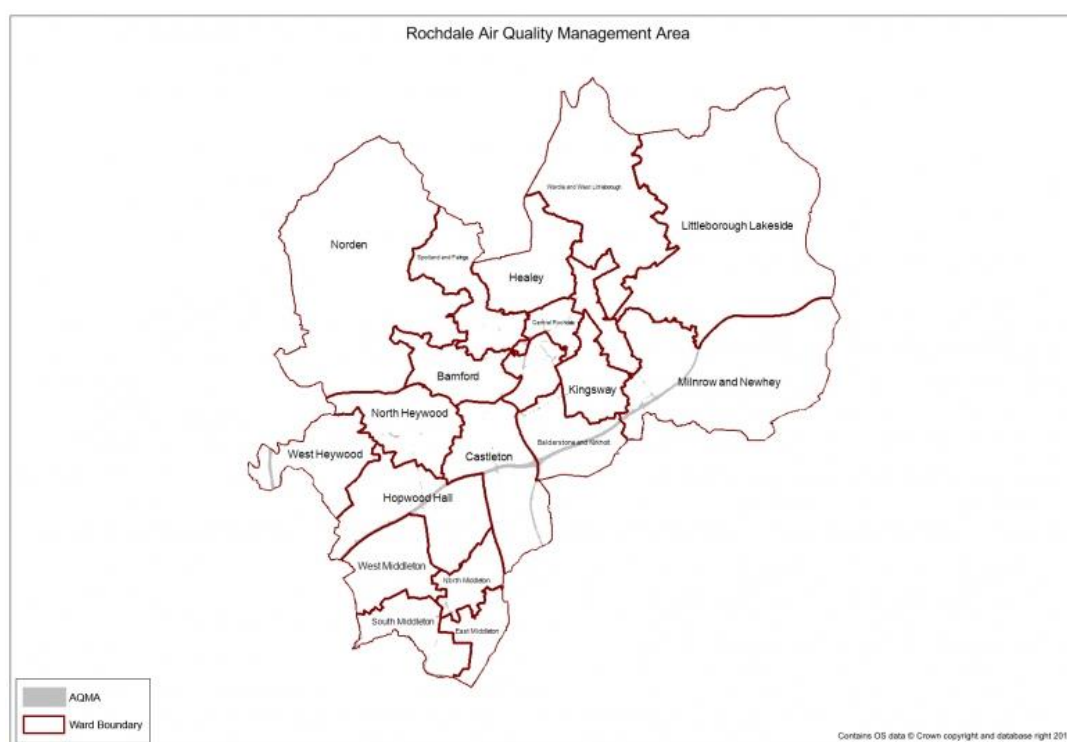 Rochdale Air Quality Management Area
Wardle and West Littleborough
Littleborough Lakeside
Norden
Spotland and Falinge
Healey
Central Rochdale
Bamford
Kingsway
Milnrow and Newhey
North Heywood
Balderstone and Kirkholt
West Heywood
Castleton
Hopwood Hall
West Middleton
North Middleton
South Middleton
East Middleton
AQMA
Ward Boundary
Contains OS data © Crown copyright and database right